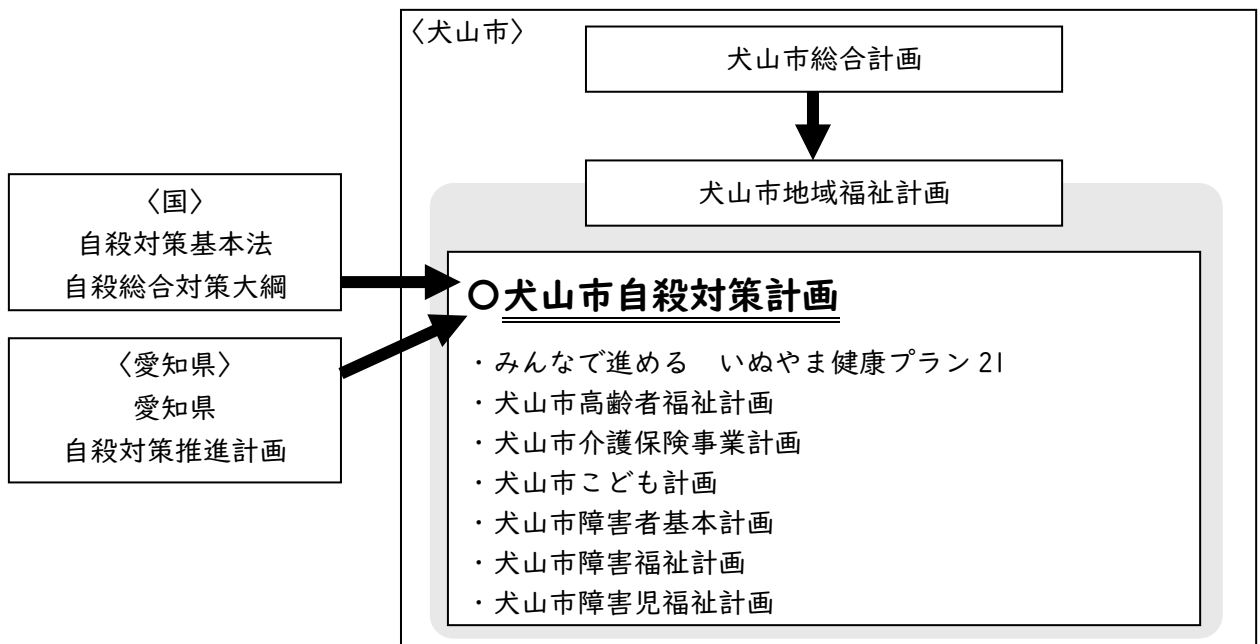 〈犬山市〉
犬山市総合計画
犬山市地域福祉計画
〈国〉
自殺対策基本法
自殺総合対策大綱
〈愛知県〉
愛知県
自殺対策推進計画
〇犬山市自殺対策計画
・みんなで進める　いぬやま健康プラン21
・犬山市高齢者福祉計画
・犬山市介護保険事業計画
・犬山市こども計画
・犬山市障害者基本計画
・犬山市障害福祉計画
・犬山市障害児福祉計画